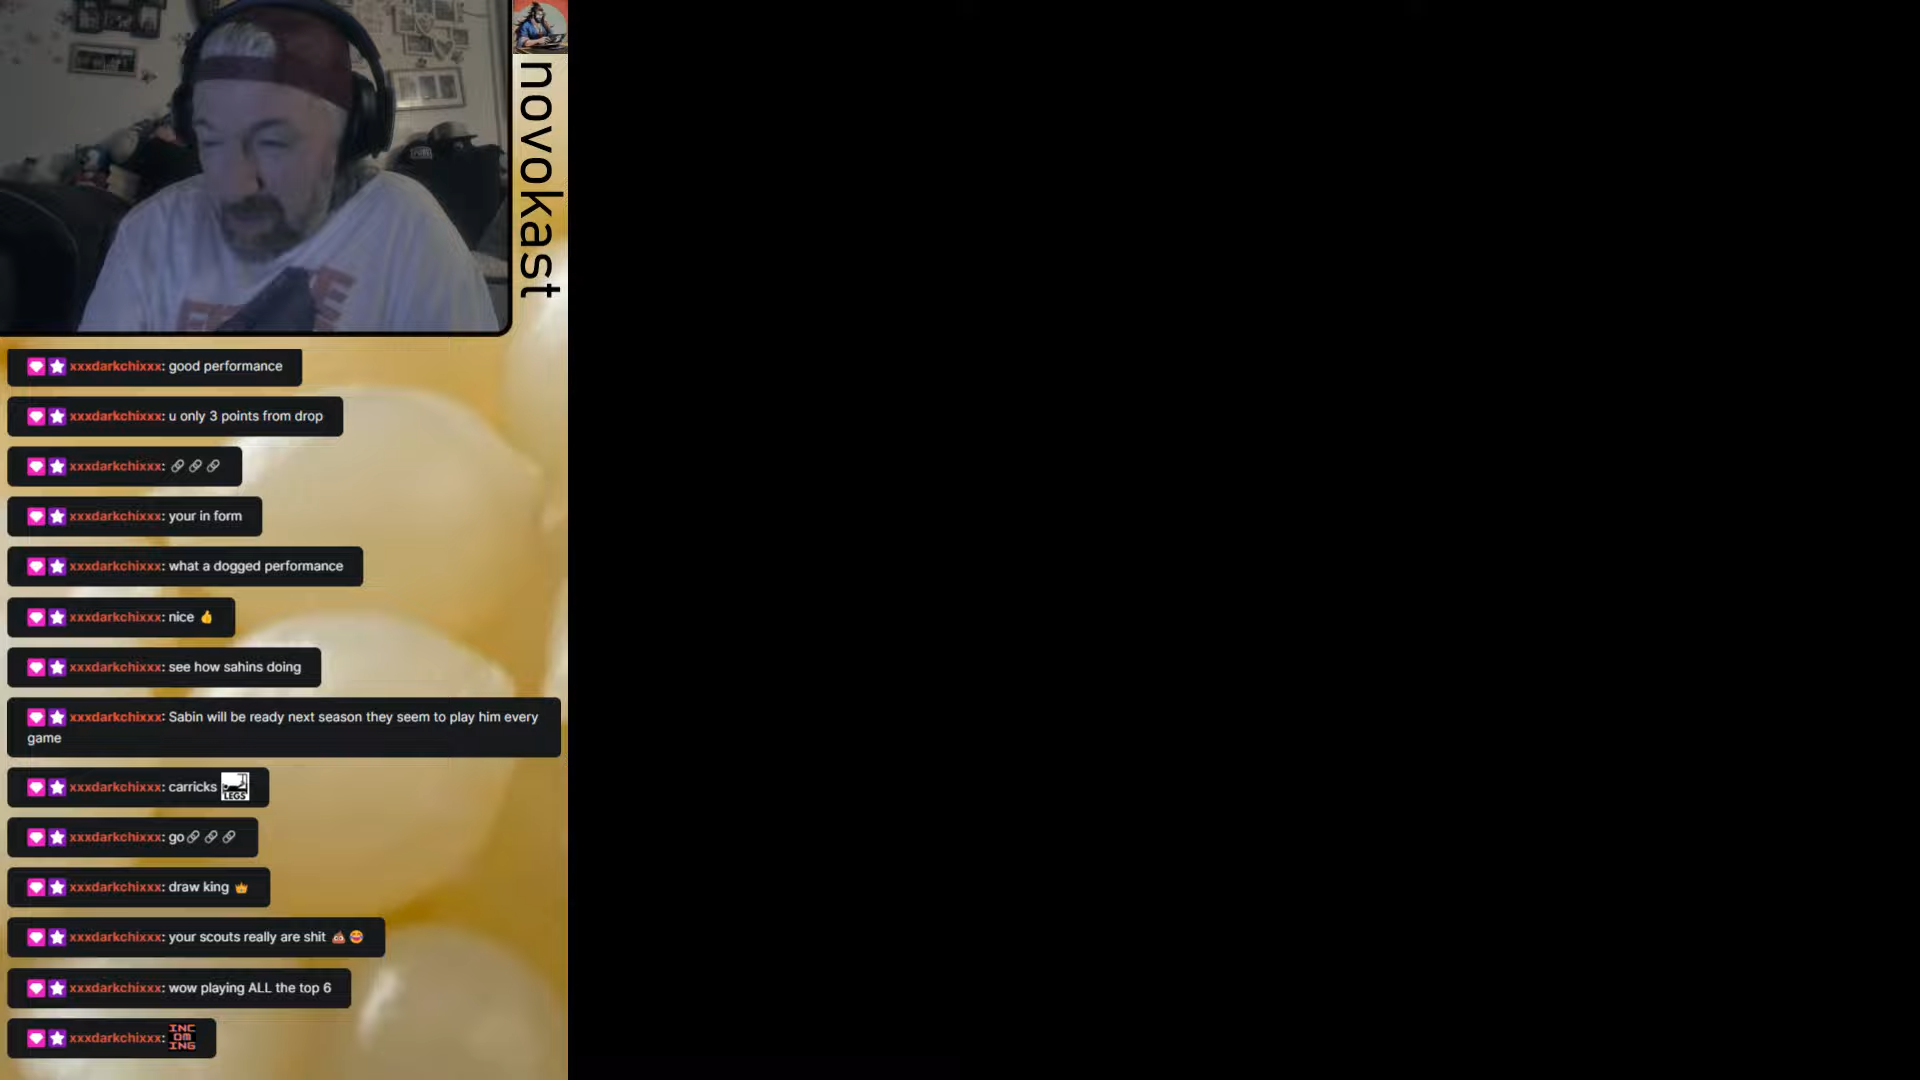 novokast
xxxdarkchixxx: good performance
xxxdarkchixxx: u only 3 points from drop
xxxdarkchixxx: 🔗 🔗 🔗
xxxdarkchixxx: your in form
xxxdarkchixxx: what a dogged performance
xxxdarkchixxx: nice 👍
xxxdarkchixxx: see how sahins doing
xxxdarkchixxx: Sabin will be ready next season they seem to play him every
game
xxxdarkchixxx: carricks LEGS
xxxdarkchixxx: go🔗 🔗 🔗
xxxdarkchixxx: draw king 👑
xxxdarkchixxx: your scouts really are shit 💩 😂
xxxdarkchixxx: wow playing ALL the top 6
xxxdarkchixxx: INC
OM
ING